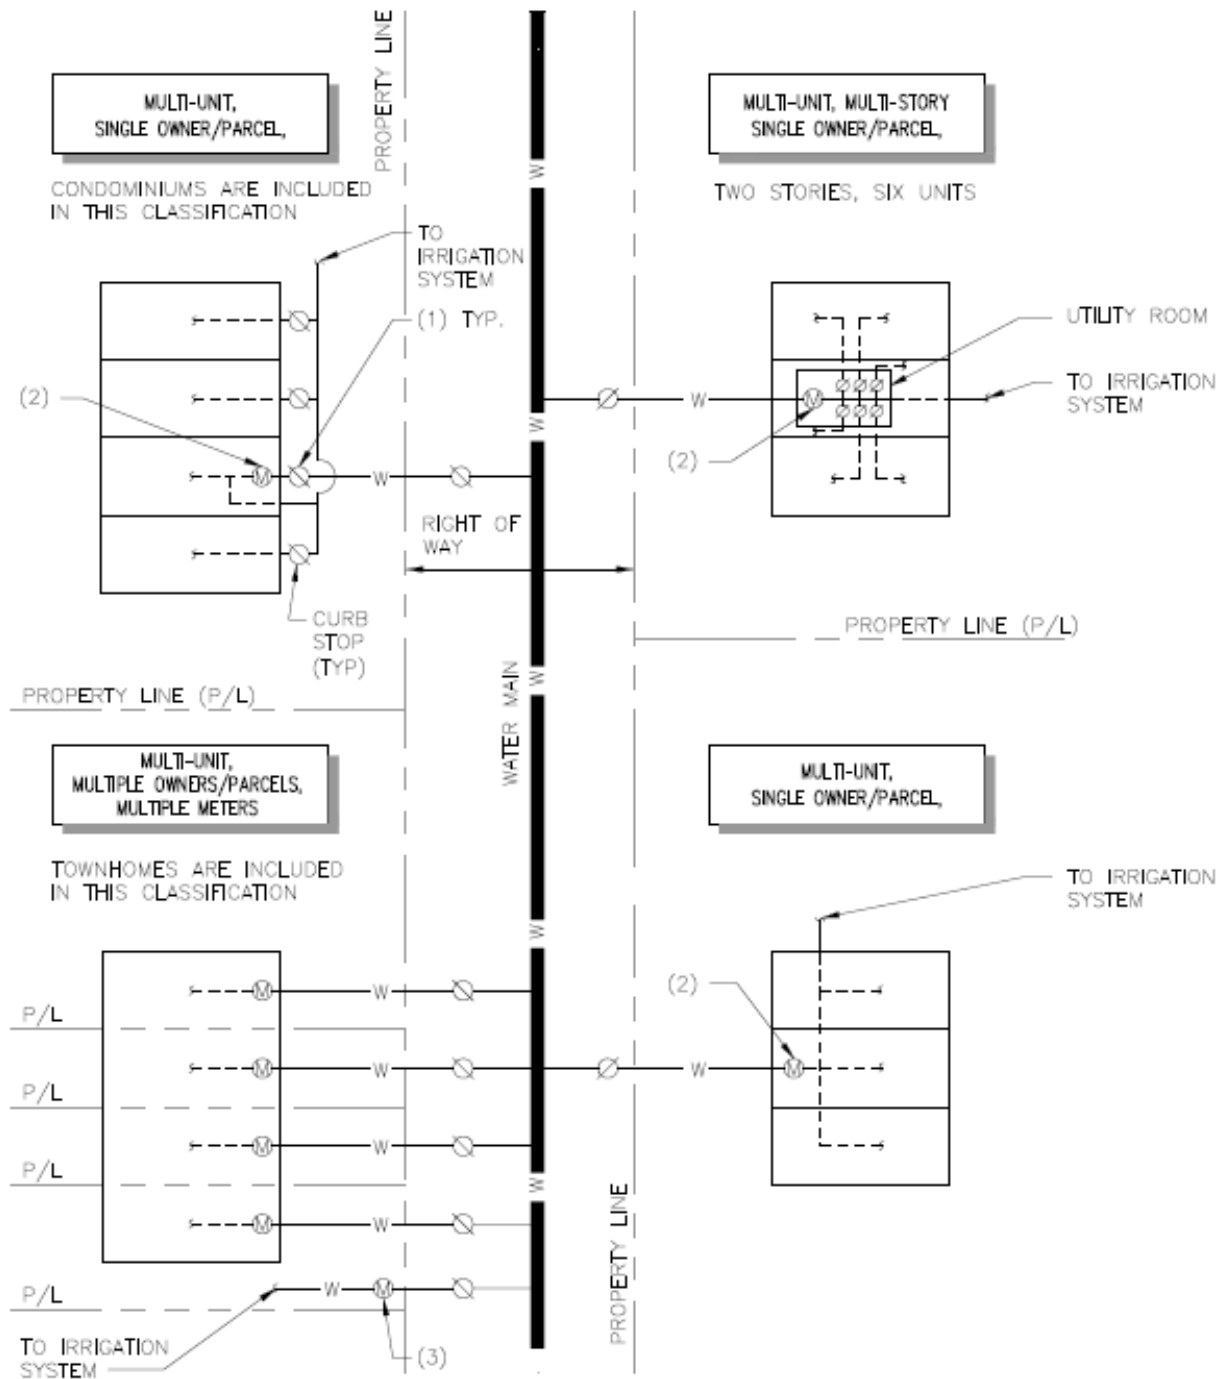 PROPERTY LINE
MULTI-UNIT,
SINGLE OWNER/PARCEL,
CONDOMINIUMS ARE INCLUDED
IN THIS CLASSIFICATION
TO
IRRIGATION
SYSTEM
(1) TYP.
(2)
W
W
RIGHT OF
WAY
CURB
STOP
(TYP)
PROPERTY LINE (P/L)
MULTI-UNIT, MULTI-STORY
SINGLE OWNER/PARCEL,
TWO STORIES, SIX UNITS
UTILITY ROOM
TO IRRIGATION
SYSTEM
W
M
M
(2)
W
PROPERTY LINE (P/L)
WATER MAIN
W
MULTI-UNIT,
MULTIPLE OWNERS/PARCELS,
MULTIPLE METERS
TOWNHOMES ARE INCLUDED
IN THIS CLASSIFICATION
W
M
W
P/L
M
W
P/L
M
W
P/L
M
W
P/L
W
M
TO IRRIGATION
SYSTEM
(3)
W
MULTI-UNIT,
SINGLE OWNER/PARCEL,
TO IRRIGATION
SYSTEM
(2)
W
M
PROPERTY LINE